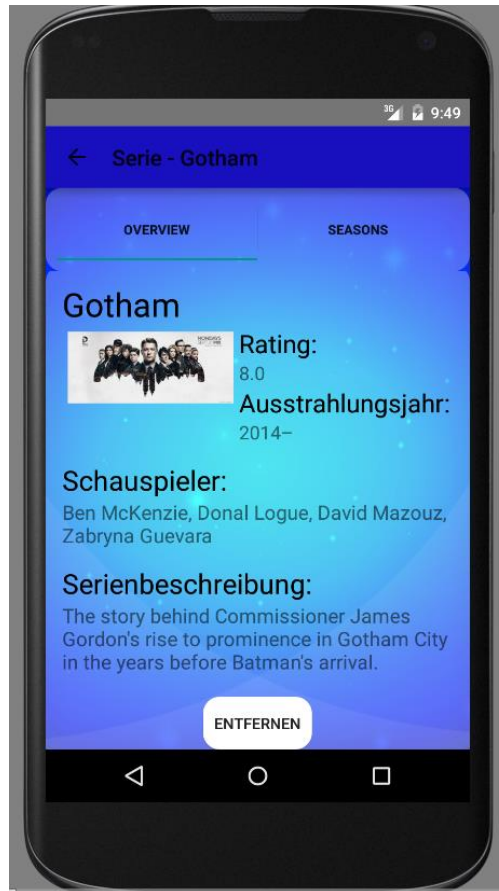 3G 9:49
Serie - Gotham
OVERVIEW SEASONS
Gotham
MONDAYS
Rating:
8.0
Ausstrahlungsjahr:
2014–
Schauspieler:
Ben McKenzie, Donal Logue, David Mazouz,
Zabryna Guevara
Serienbeschreibung:
The story behind Commissioner James
Gordon's rise to prominence in Gotham City
in the years before Batman's arrival.
ENTFERNEN